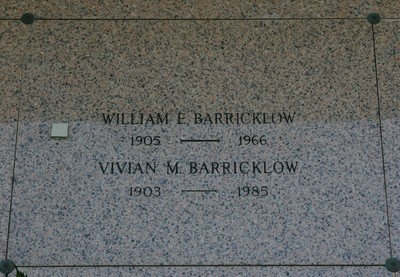 WILLIAM E. BARRICKLOW
1905 — 1966
VIVIAN M. BARRICKLOW
1903 — 1985